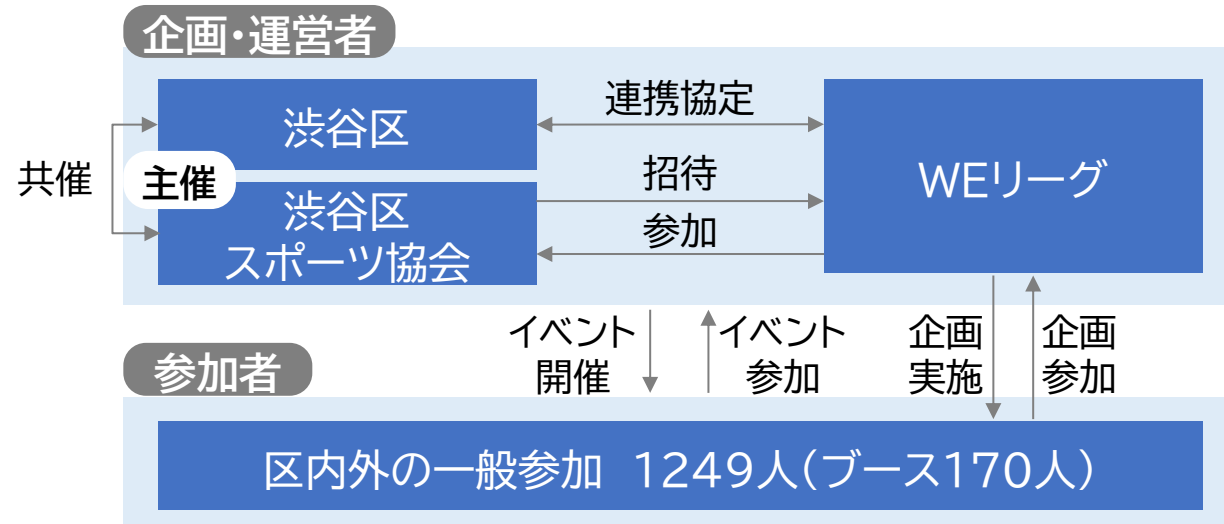 企画・運営者
渋谷区
連携協定
WEリーグ
共催
主催
招待
渋谷区
スポーツ協会
参加
イベント
開催
イベント
参加
企画
実施
企画
参加
参加者
区内外の一般参加 1249人(ブース170人)